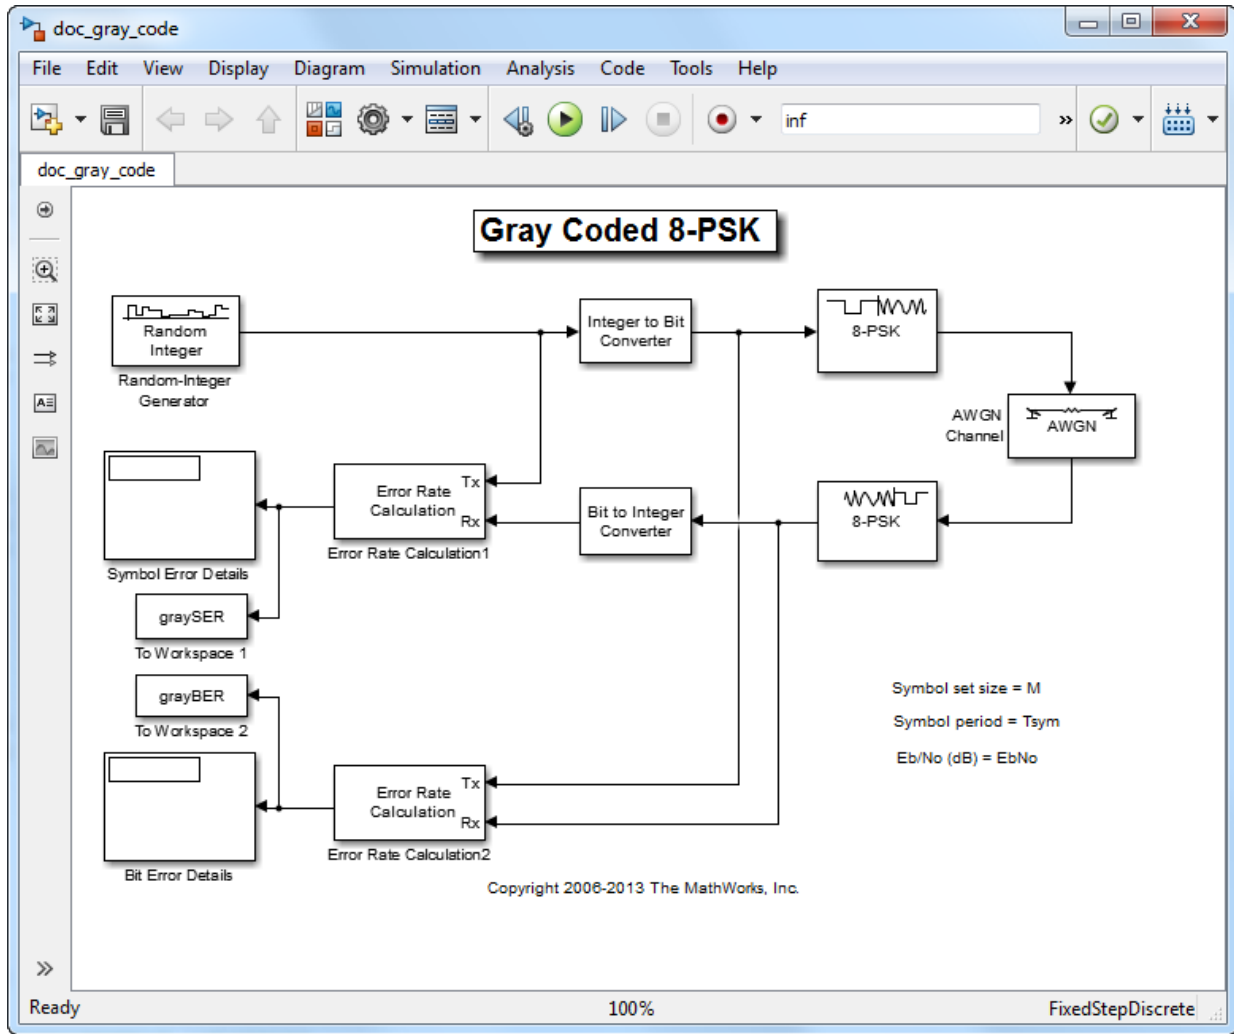 doc_gray_code
File Edit View Display Diagram Simulation Analysis Code Tools Help
inf
doc_gray_code
Gray Coded 8-PSK
Random
Integer
Random-Integer
Generator
Integer to Bit
Converter
8-PSK
AWGN
Channel
AWGN
Error Rate
Calculation
Tx
Rx
Error Rate Calculation1
Bit to Integer
Converter
8-PSK
Symbol Error Details
graySER
To Workspace 1
grayBER
To Workspace 2
Symbol set size = M
Symbol period = Tsym
Eb/No (dB) = EbNo
Error Rate
Calculation
Tx
Rx
Error Rate Calculation2
Bit Error Details
Copyright 2006-2013 The MathWorks, Inc.
Ready
100%
FixedStepDiscrete